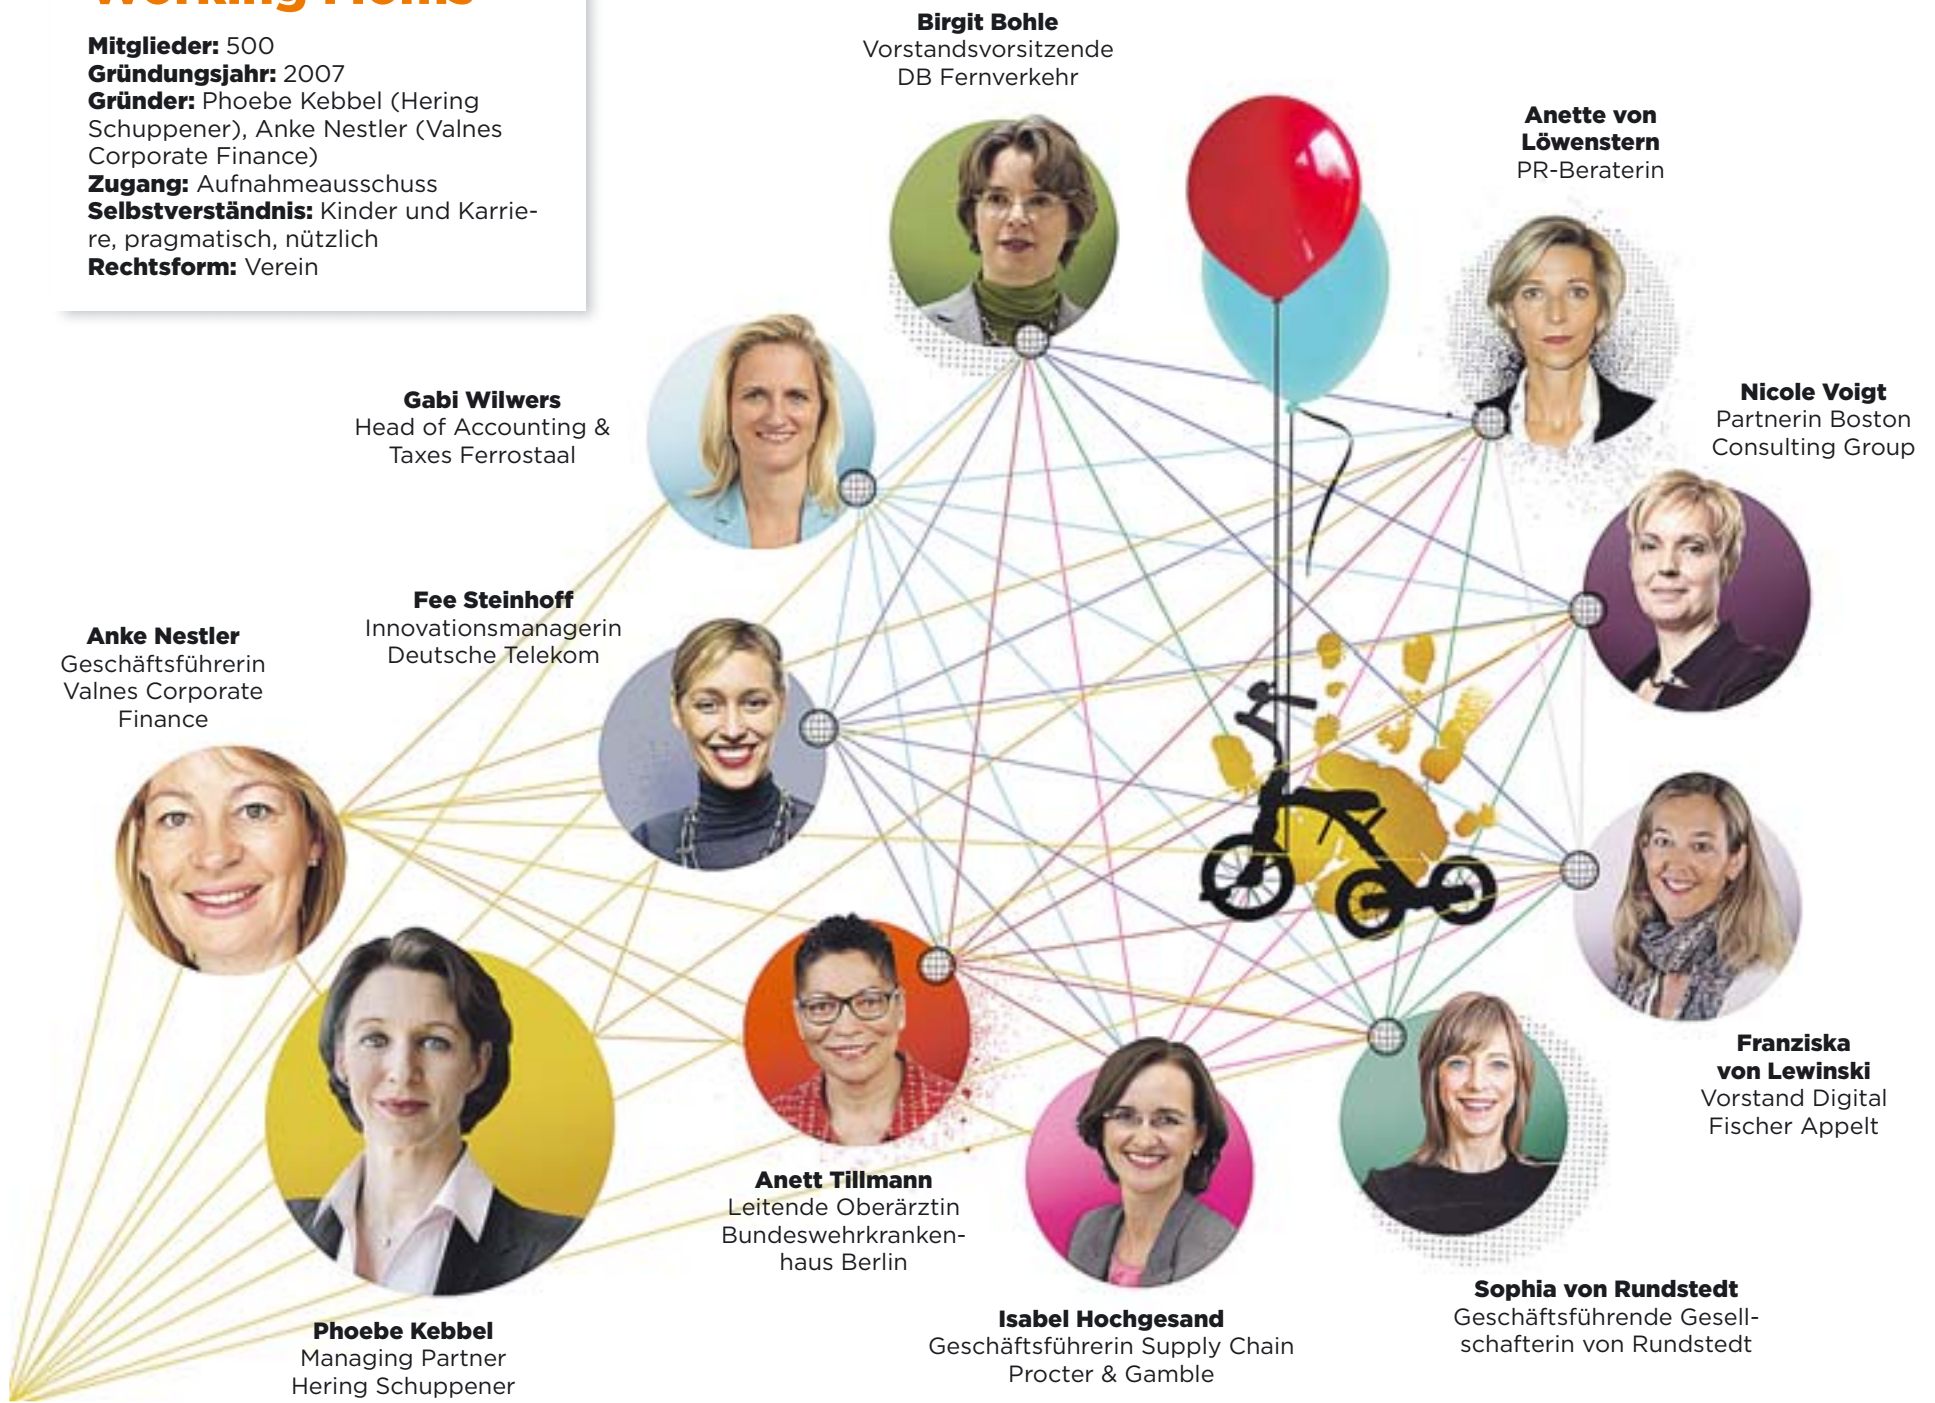 Working Moms
Mitglieder: 500
Gründungsjahr: 2007
Gründer: Phoebe Kebbel (Hering
Schuppener), Anke Nestler (Valnes
Corporate Finance)
Zugang: Aufnahmeausschuss
Selbstverständnis: Kinder und Karrie-
re, pragmatisch, nützlich
Rechtsform: Verein
Birgit Bohle
Vorstandsvorsitzende
DB Fernverkehr
Anette von
Löwenstern
PR-Beraterin
Gabi Wilwers
Head of Accounting &
Taxes Ferrostaal
Nicole Voigt
Partnerin Boston
Consulting Group
Fee Steinhoff
Innovationsmanagerin
Deutsche Telekom
Anke Nestler
Geschäftsführerin
Valnes Corporate
Finance
Franziska
von Lewinski
Vorstand Digital
Fischer Appelt
Anett Tillmann
Leitende Oberärztin
Bundeswehrkranken-
haus Berlin
Sophia von Rundstedt
Geschäftsführende Gesell-
schafterin von Rundstedt
Isabel Hochgesand
Geschäftsführerin Supply Chain
Procter & Gamble
Phoebe Kebbel
Managing Partner
Hering Schuppener